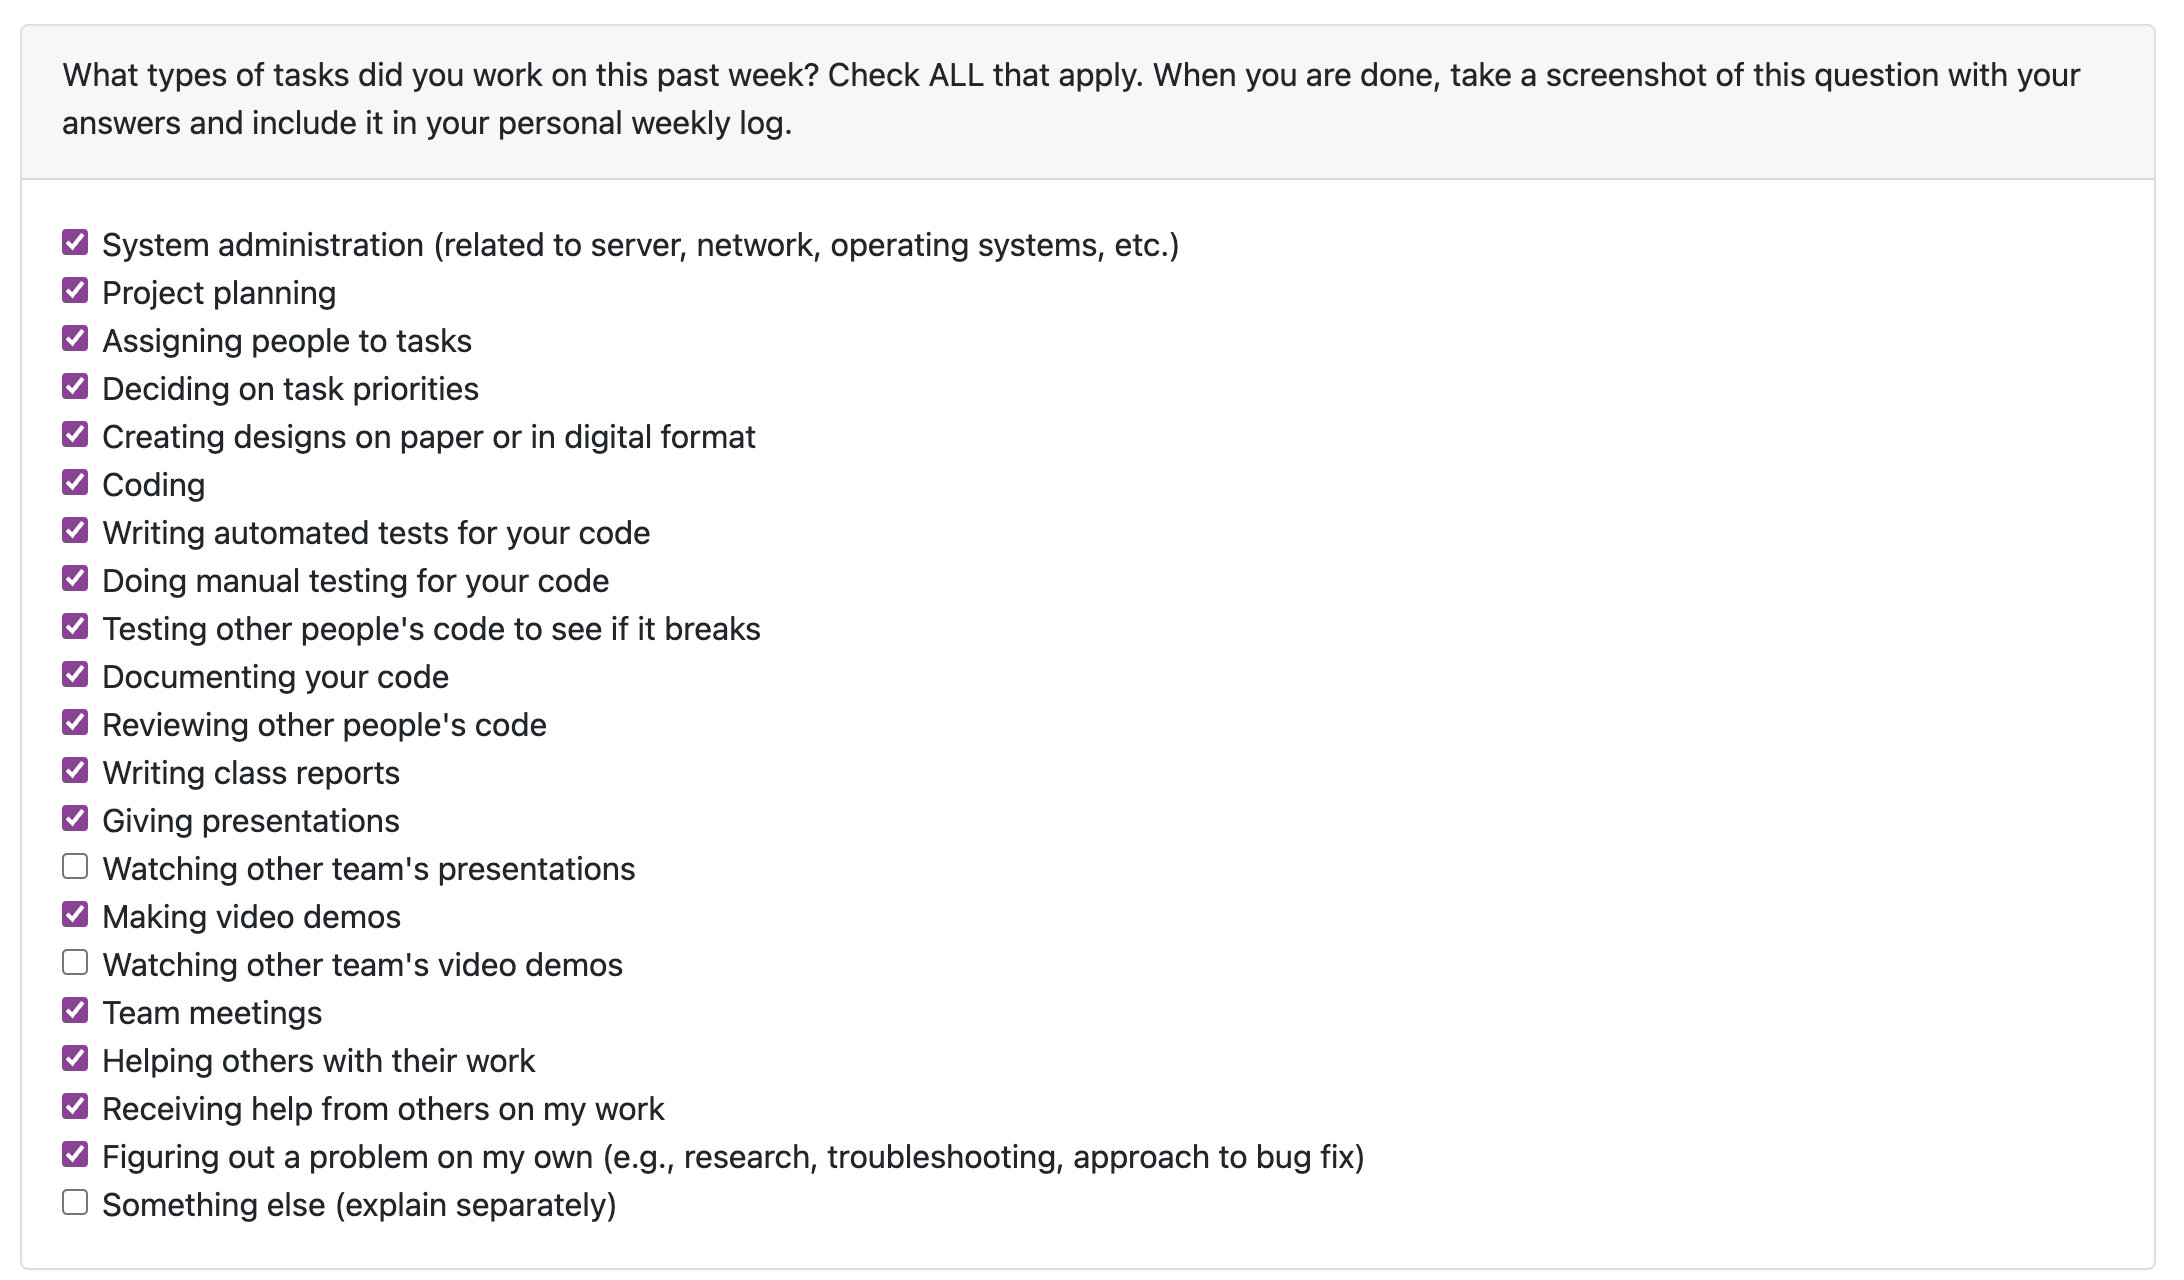 What types of tasks did you work on this past week? Check ALL that apply. When you are done, take a screenshot of this question with your
answers and include it in your personal weekly log.
System administration (related to server, network, operating systems, etc.)
Project planning
Assigning people to tasks
Deciding on task priorities
Creating designs on paper or in digital format
Coding
Writing automated tests for your code
Doing manual testing for your code
Testing other people's code to see if it breaks
Documenting your code
Reviewing other people's code
Writing class reports
Giving presentations
Watching other team's presentations
Making video demos
Watching other team's video demos
Team meetings
Helping others with their work
Receiving help from others on my work
Figuring out a problem on my own (e.g., research, troubleshooting, approach to bug fix)
Something else (explain separately)